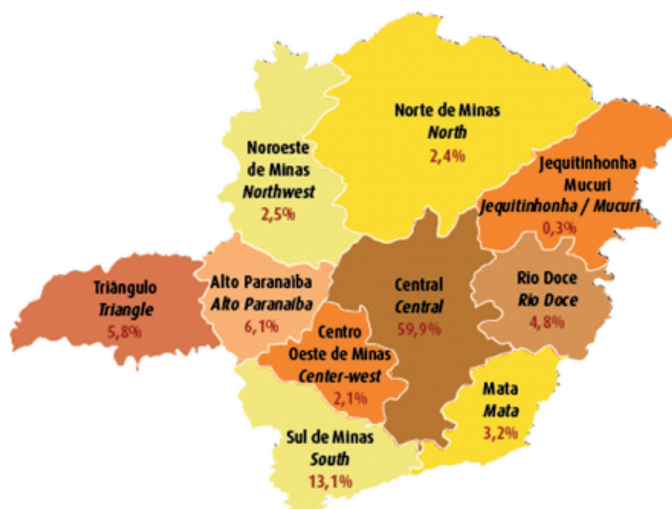 Norte de Minas
North
2,4%
Noroeste
de Minas
Northwest
2,5%
Jequitinhonha
Mucuri
Jequitinhonha / Mucuri
0,3%
Triângulo
Triangle
5,8%
Alto Paranaíba
Alto Paranaíba
6,1%
Central
Central
59,9%
Rio Doce
Rio Doce
4,8%
Centro
Oeste de Minas
Center-west
2,1%
Mata
Mata
3,2%
Sul de Minas
South
13,1%